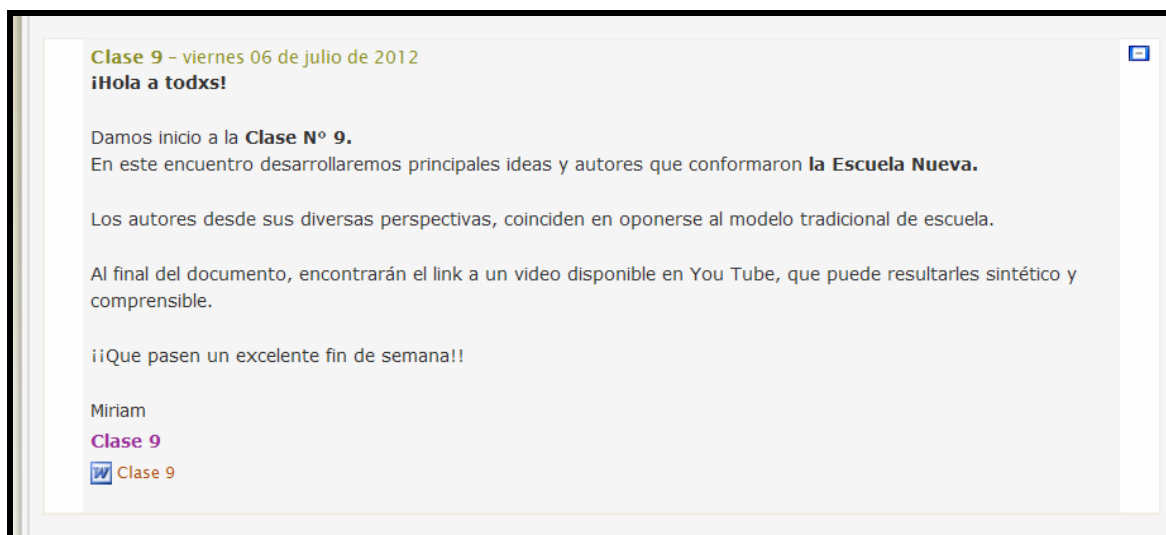 Clase 9 – viernes 06 de julio de 2012
¡Hola a todxs!
Damos inicio a la Clase Nº 9.
En este encuentro desarrollaremos principales ideas y autores que conformaron la Escuela Nueva.
Los autores desde sus diversas perspectivas, coinciden en oponerse al modelo tradicional de escuela.
Al final del documento, encontrarán el link a un video disponible en You Tube, que puede resultarles sintético y
comprensible.
¡¡Que pasen un excelente fin de semana!!
Miriam
Clase 9
Clase 9